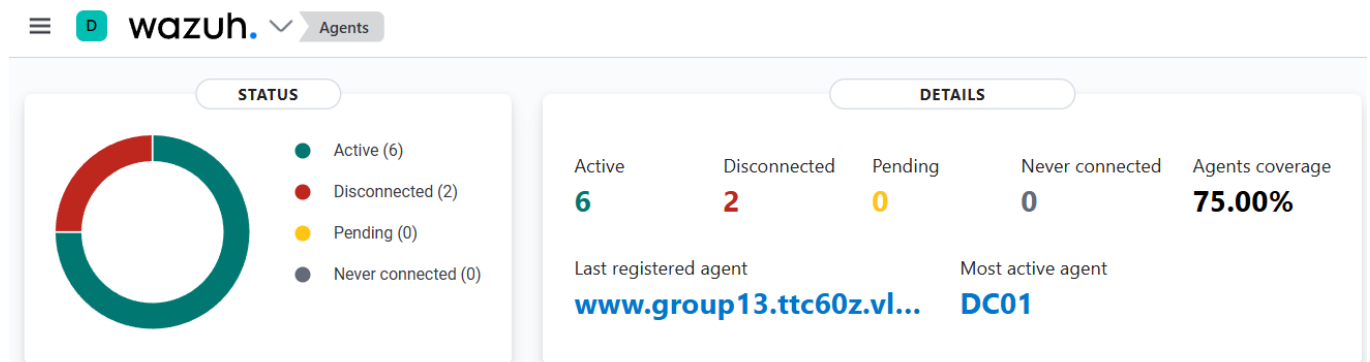 D wazuh. Agents
STATUS
Active (6)
Disconnected (2)
Pending (0)
Never connected (0)
DETAILS
Active Disconnected Pending Never connected Agents coverage
6 2 0 0 75.00%
Last registered agent Most active agent
www.group13.ttc60z.vl... DC01